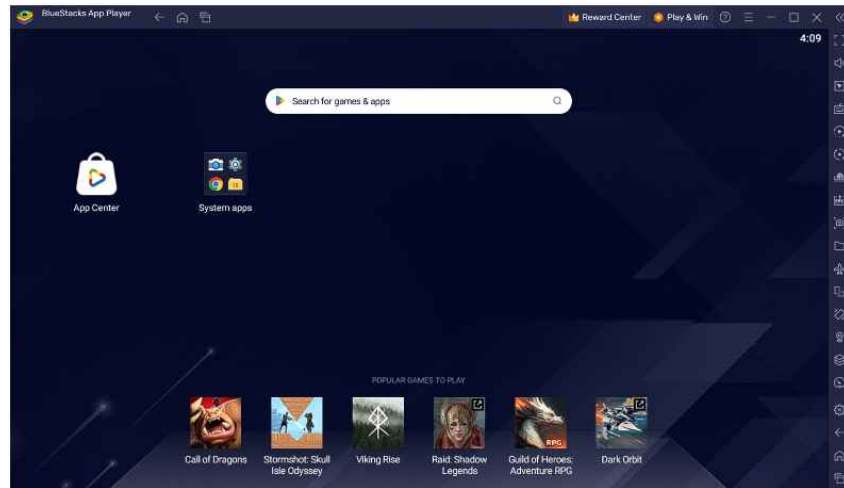 BlueStacks App Player
Reward Center
Play & Win
4:09
Search for games & apps
App Center
System apps
POPULAR GAMES TO PLAY
Call of Dragons
Stormshot: Skull
Isle Odyssey
Viking Rise
Raid: Shadow
Legends
RPG
Guild of Heroes:
Adventure RPG
Dark Orbit